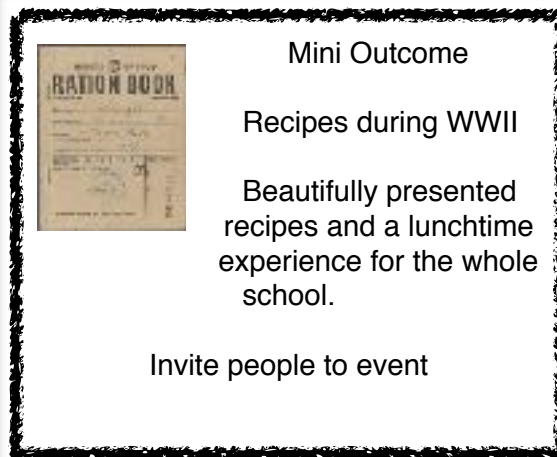 RATION BOOK
Mini Outcome
Recipes during WWII
Beautifully presented
recipes and a lunchtime
experience for the whole
school.
Invite people to event